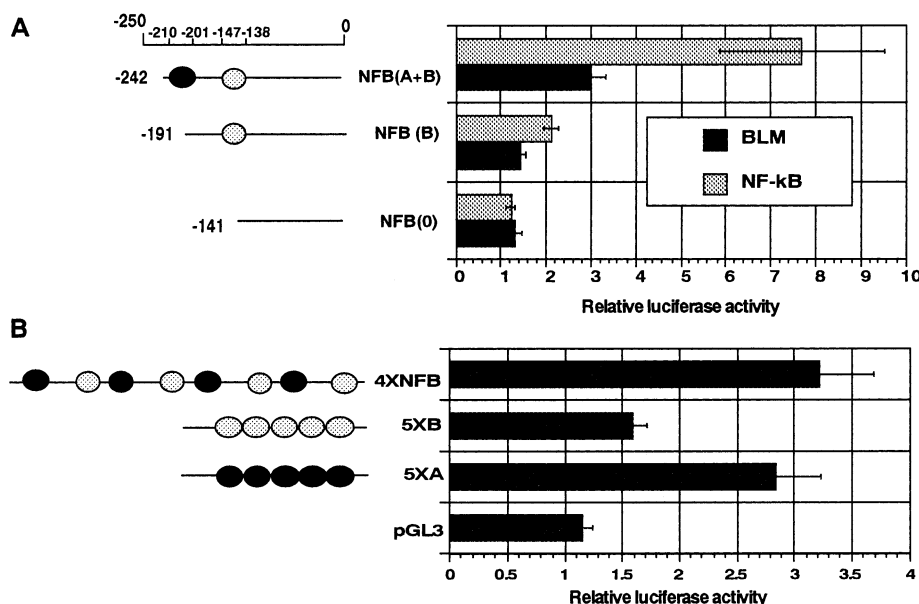 A
-250
-210 -201 -147-138
0
-242
NFB(A+B)
-191
NFB (B)
-141
NFB(0)
BLM
NF-kB
0 1 2 3 4 5 6 7 8 9 10
Relative luciferase activity
B
4XNFB
5XB
5XA
pGL3
0 0.5 1 1.5 2 2.5 3 3.5 4
Relative luciferase activity